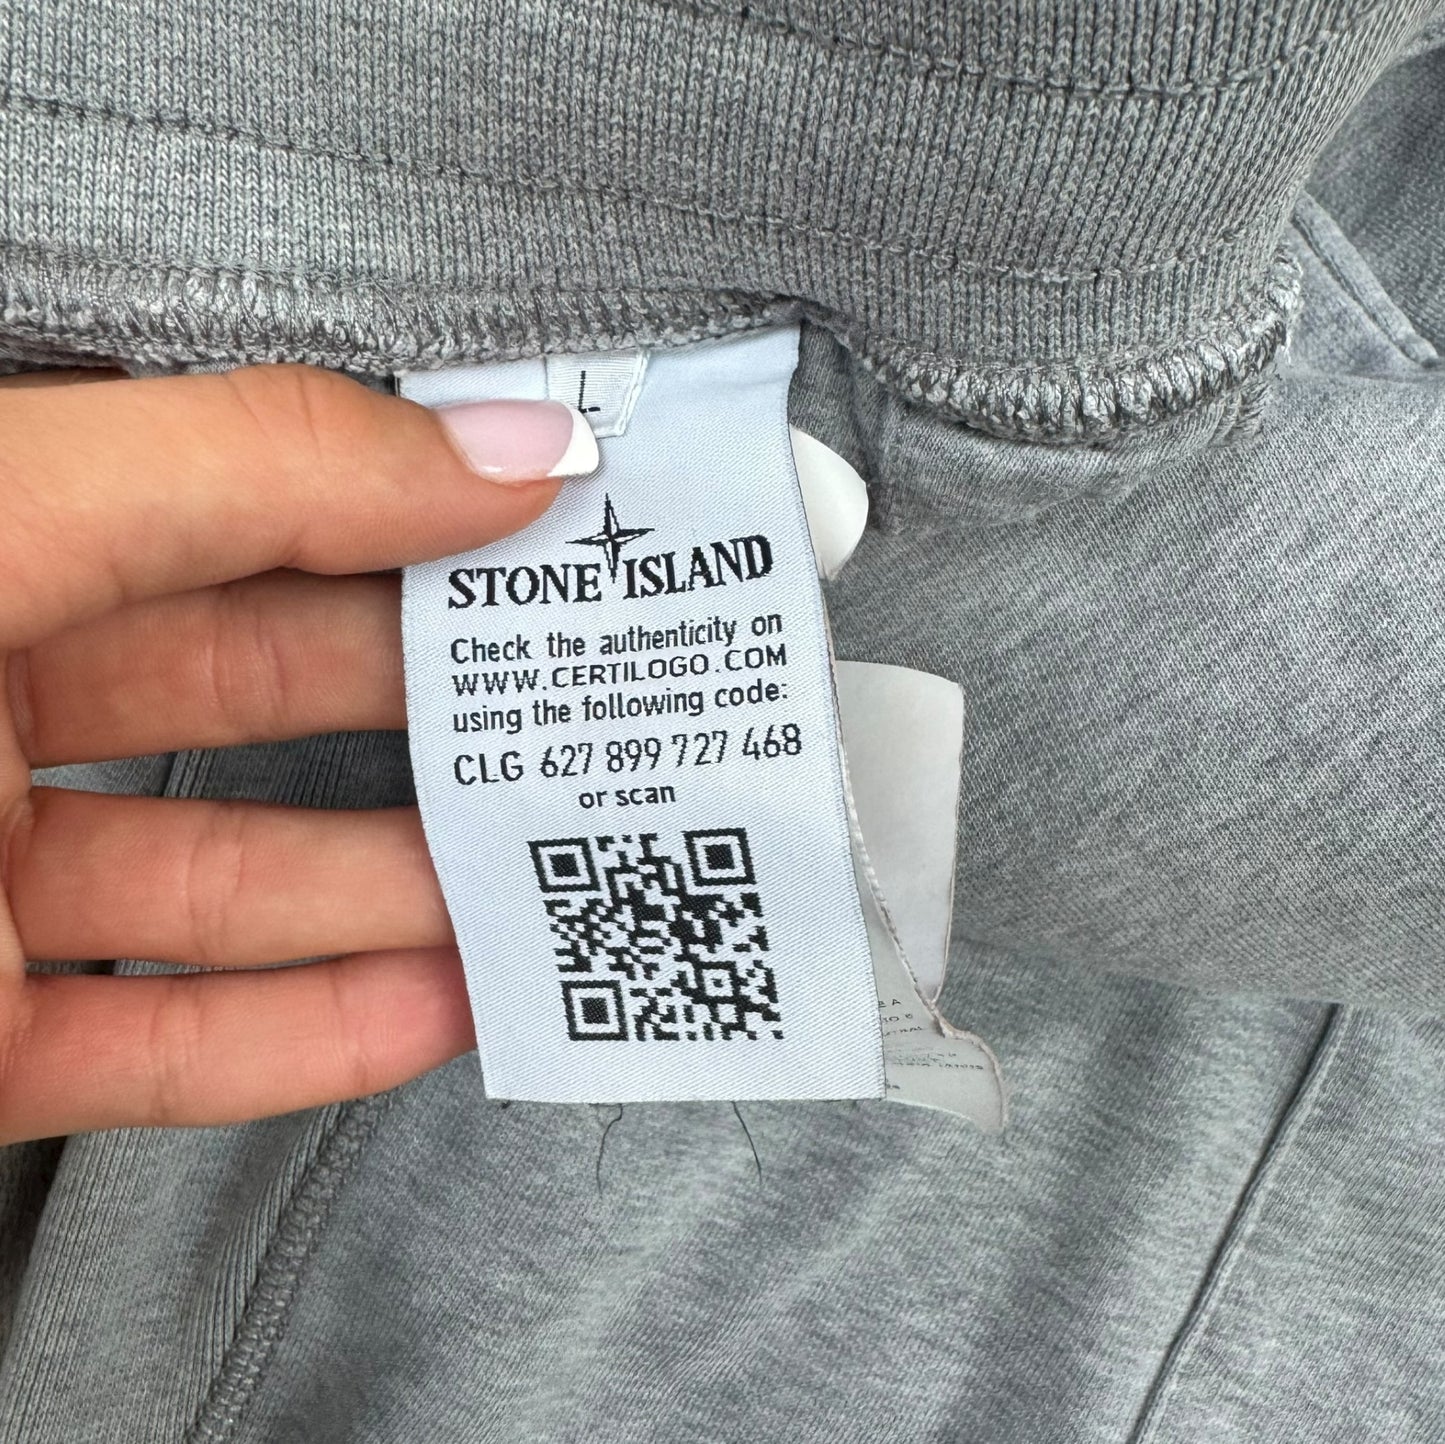 L
STONE ISLAND
Check the authenticity on
WWW.CERTILOGO.COM
using the following code:
CLG 627 899 727 468
or scan